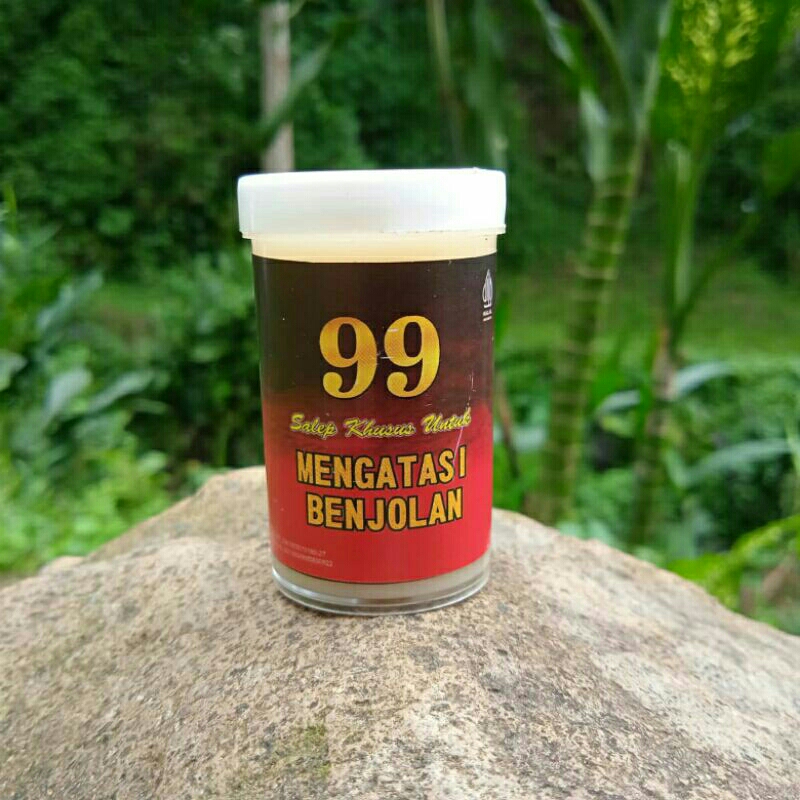 99
Salep Khusus Untuk
MENGATASI
BENJOLAN